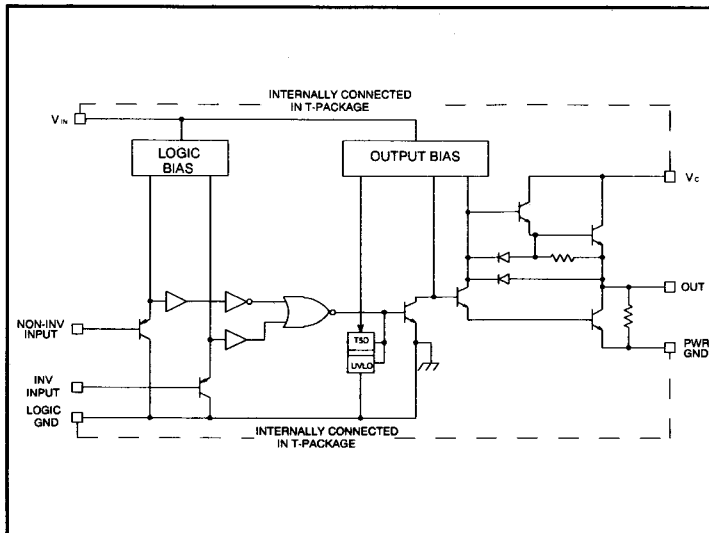 INTERNALLY CONNECTED
IN T-PACKAGE
VIN
LOGIC
BIAS
OUTPUT BIAS
VC
OUT
NON-INV
INPUT
TSD
UVLO
PWR
GND
INV
INPUT
LOGIC
GND
INTERNALLY CONNECTED
IN T-PACKAGE